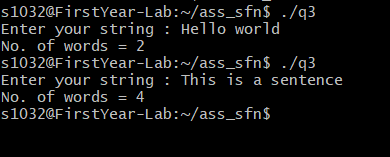 s1032@FirstYear-Lab:~/ass_sfn$ ./q3
Enter your string : Hello world
No. of words = 2
s1032@FirstYear-Lab:~/ass_sfn$ ./q3
Enter your string : This is a sentence
No. of words = 4
s1032@FirstYear-Lab:~/ass_sfn$